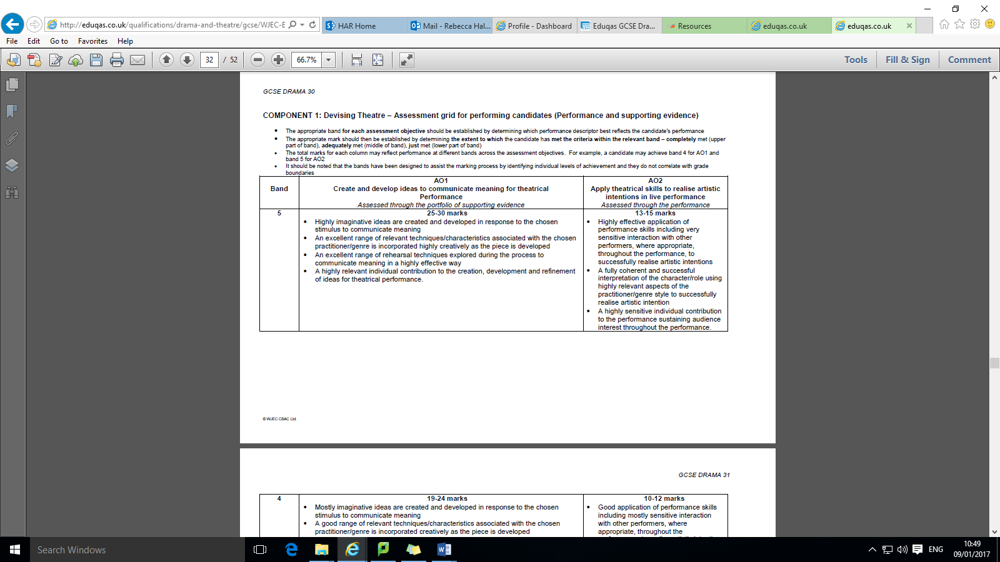 http://eduqas.co.uk/qualifications/drama-and-theatre/gcse/WJEC-E
HAR Home
Mail - Rebecca Hal...
Profile - Dashboard
Eduqas GCSE Dra...
Resources
eduqas.co.uk
eduqas.co.uk
File Edit Go to Favorites Help
32 / 52
66.7%
Tools Fill & Sign Comment
GCSE DRAMA 30
COMPONENT 1: Devising Theatre – Assessment grid for performing candidates (Performance and supporting evidence)
• The appropriate band for each assessment objective should be established by determining which performance descriptor best reflects the candidate's performance
• The appropriate mark should then be established by determining the extent to which the candidate has met the criteria within the relevant band – completely met (upper
part of band), adequately met (middle of band), just met (lower part of band)
• The total marks for each column may reflect performance at different bands across the assessment objectives. For example, a candidate may achieve band 4 for AO1 and
band 5 for AO2
• It should be noted that the bands have been designed to assist the marking process by identifying individual levels of achievement and they do not correlate with grade
boundaries
Band
AO1
Create and develop ideas to communicate meaning for theatrical
Performance
Assessed through the portfolio of supporting evidence
AO2
Apply theatrical skills to realise artistic
intentions in live performance
Assessed through the performance
5
25-30 marks
• Highly imaginative ideas are created and developed in response to the chosen
stimulus to communicate meaning
• An excellent range of relevant techniques/characteristics associated with the chosen
practitioner/genre is incorporated highly creatively as the piece is developed
• An excellent range of rehearsal techniques explored during the process to
communicate meaning in a highly effective way
• A highly relevant individual contribution to the creation, development and refinement
of ideas for theatrical performance.
13-15 marks
• Highly effective application of
performance skills including very
sensitive interaction with other
performers, where appropriate,
throughout the performance, to
successfully realise artistic intentions
• A fully coherent and successful
interpretation of the character/role using
highly relevant aspects of the
practitioner/genre style to successfully
realise artistic intention
• A highly sensitive individual contribution
to the performance sustaining audience
interest throughout the performance.
© WJEC CBAC Ltd.
GCSE DRAMA 31
4
19-24 marks
• Mostly imaginative ideas are created and developed in response to the chosen
stimulus to communicate meaning
• A good range of relevant techniques/characteristics associated with the chosen
practitioner/genre is incorporated creatively as the piece is developed
10-12 marks
• Good application of performance skills
including mostly sensitive interaction
with other performers, where
appropriate, throughout the
Search Windows
ENG
10:49
09/01/2017